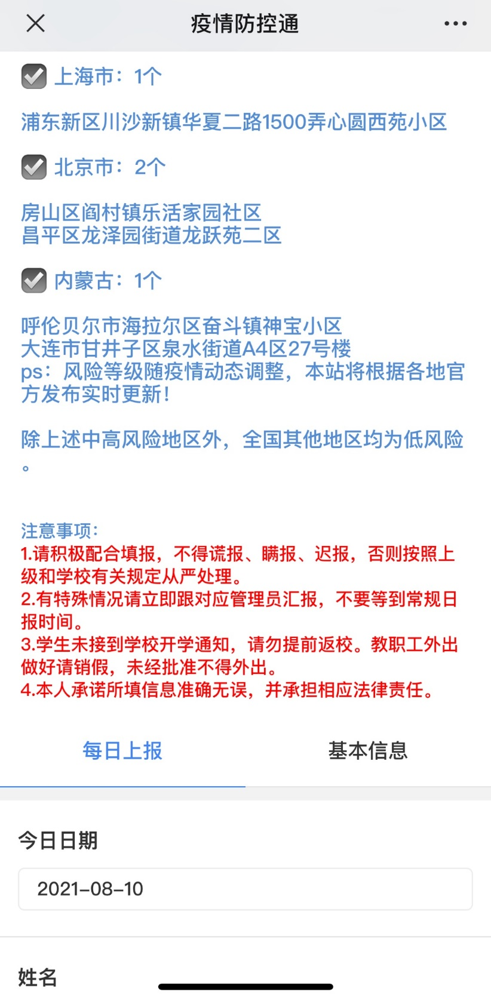 疫情防控通
上海市：1个
浦东新区川沙新镇华夏二路1500弄心圆西苑小区
北京市：2个
房山区阎村镇乐活家园社区
昌平区龙泽园街道龙跃苑二区
内蒙古：1个
呼伦贝尔市海拉尔区奋斗镇神宝小区
大连市甘井子区泉水街道A4区27号楼
ps：风险等级随疫情动态调整，本站将根据各地官
方发布实时更新！
除上述中高风险地区外，全国其他地区均为低风险
。
注意事项：
1.请积极配合填报，不得谎报、瞒报、迟报，否则按照上
级和学校有关规定从严处理。
2.有特殊情况请立即跟对应管理员汇报，不要等到常规日
报时间。
3.学生未接到学校开学通知，请勿提前返校。教职工外出
做好请销假，未经批准不得外出。
4.本人承诺所填信息准确无误，并承担相应法律责任。
每日上报 基本信息
今日日期
2021-08-10
姓名